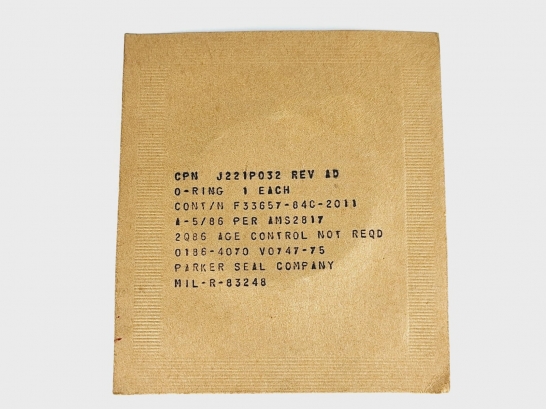 CPN J221P032 REV AD
O-RING 1 EACH
CONT/N F33657-84C-2011
A-5/86 PER AMS2817
2Q86 AGE CONTROL NOT REQD
0186-4070 V0747-75
PARKER SEAL COMPANY
MIL-R-83248